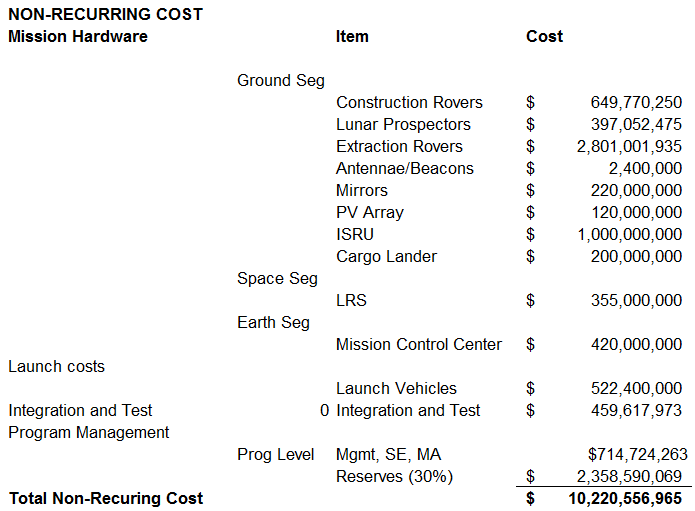 NON-RECURRING COST
Mission Hardware Item Cost
Ground Seg
Construction Rovers $ 649,770,250
Lunar Prospectors $ 397,052,475
Extraction Rovers $ 2,801,001,935
Antennae/Beacons $ 2,400,000
Mirrors $ 220,000,000
PV Array $ 120,000,000
ISRU $ 1,000,000,000
Cargo Lander $ 200,000,000
Space Seg
LRS $ 355,000,000
Earth Seg
Mission Control Center $ 420,000,000
Launch costs
Launch Vehicles $ 522,400,000
Integration and Test 0 Integration and Test $ 459,617,973
Program Management
Prog Level Mgmt, SE, MA $714,724,263
Reserves (30%) $ 2,358,590,069
Total Non-Recuring Cost $ 10,220,556,965